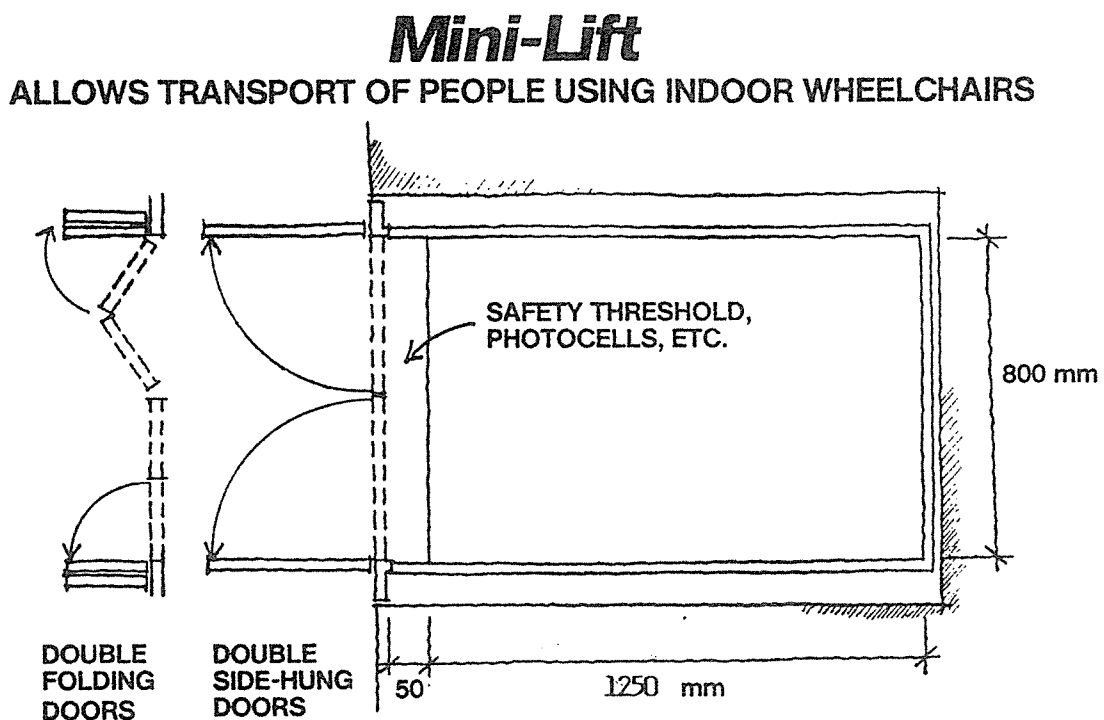 Mini-Lift
ALLOWS TRANSPORT OF PEOPLE USING INDOOR WHEELCHAIRS
SAFETY THRESHOLD,
PHOTOCELLS, ETC.
800 mm
DOUBLE
FOLDING
DOORS
DOUBLE
SIDE-HUNG
DOORS
50
1250 mm